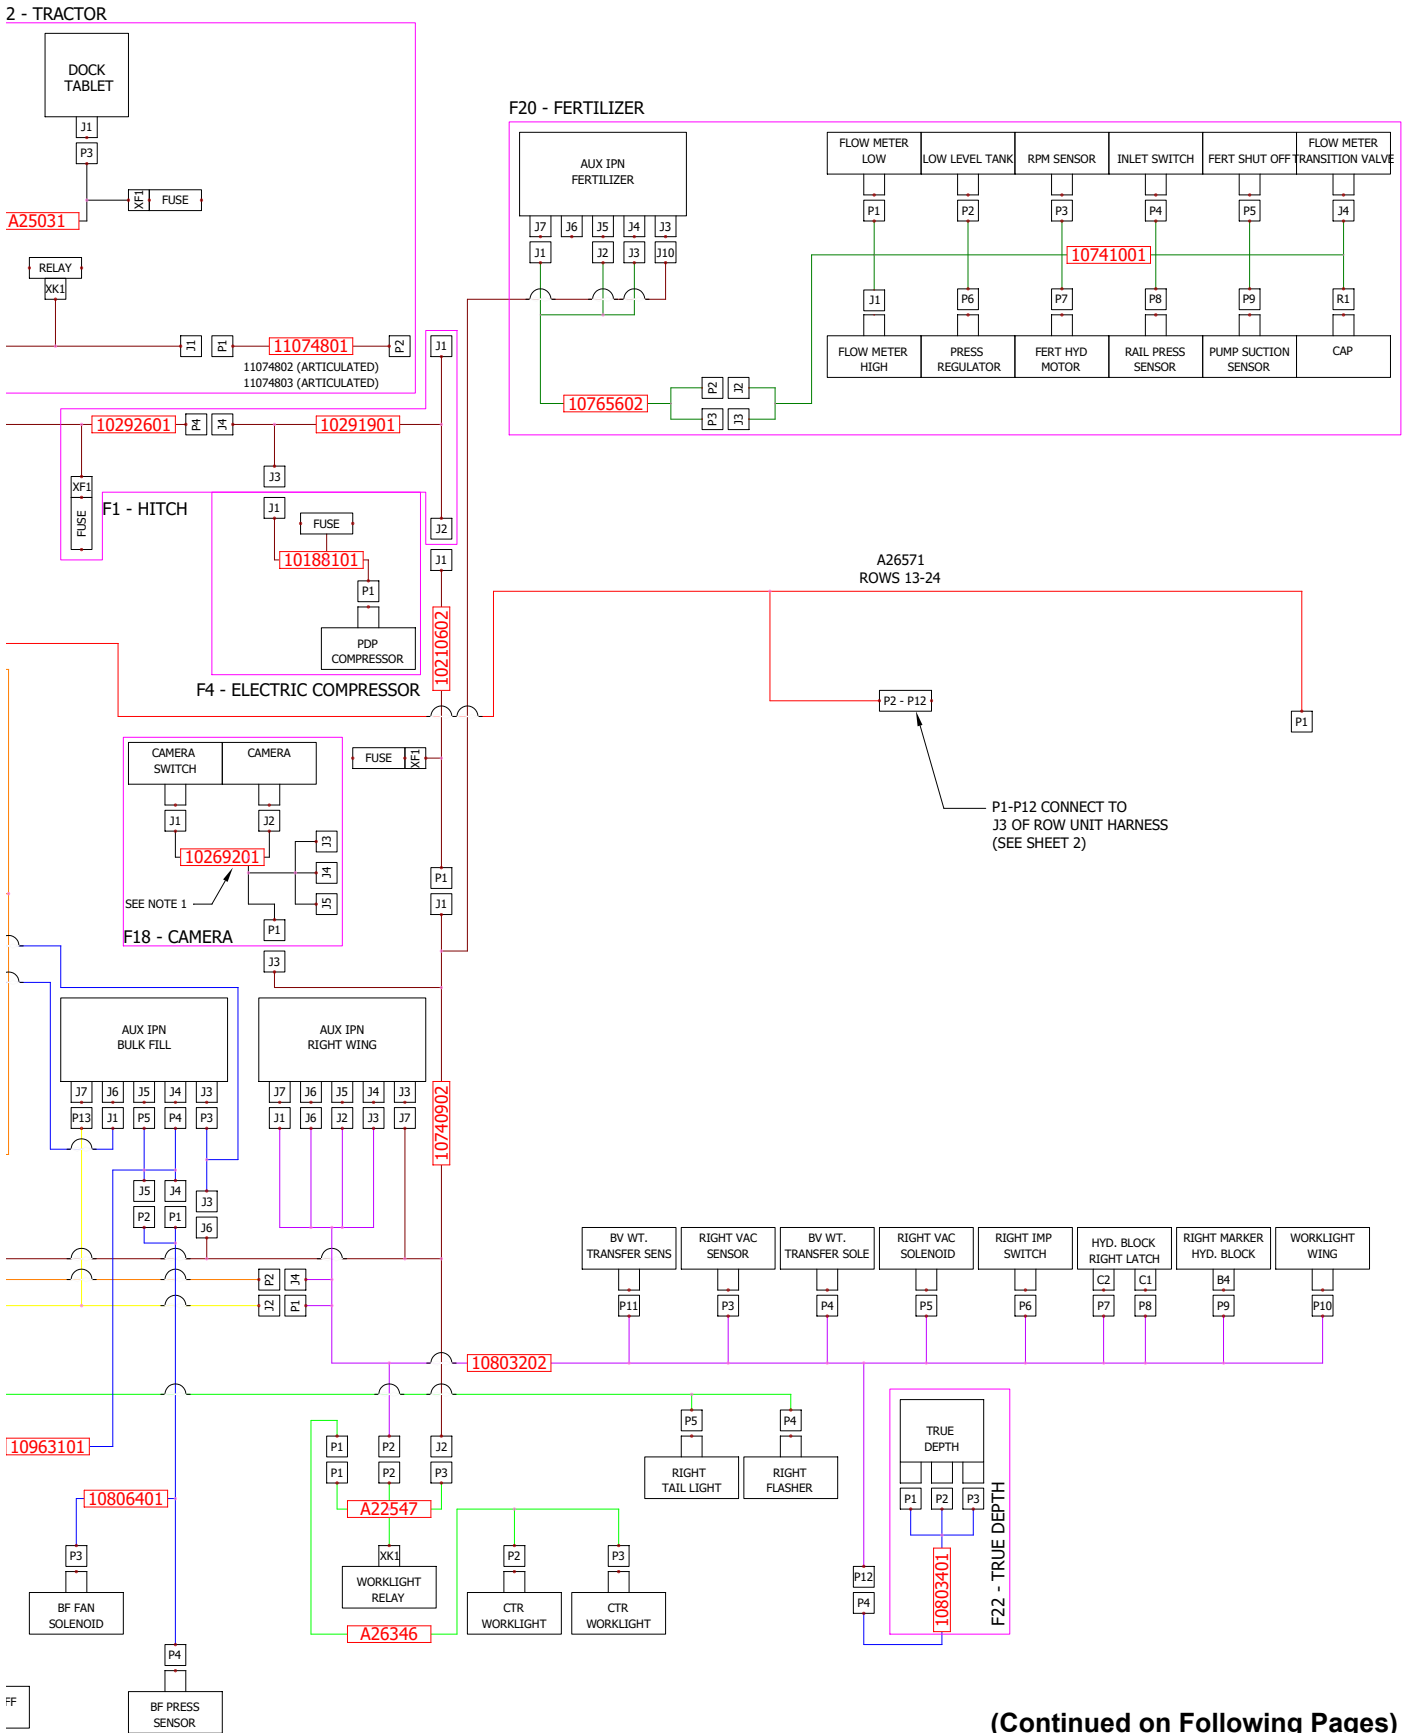 2 - TRACTOR
DOCK
TABLET
J1
P3
XF1
FUSE
A25031
RELAY
XK1
J1
P1
11074801
P2
11074802 (ARTICULATED)
11074803 (ARTICULATED)
J1
10292601
P4
J4
10291901
J3
XF1
FUSE
F1 - HITCH
J1
FUSE
10188101
P1
PDP
COMPRESSOR
F4 - ELECTRIC COMPRESSOR
J2
J1
10210602
F20 - FERTILIZER
AUX IPN
FERTILIZER
J7
J6
J5
J4
J3
J1
J2
J3
J10
FLOW METER
LOW
LOW LEVEL TANK
RPM SENSOR
INLET SWITCH
FERT SHUT OFF
FLOW METER
TRANSITION VALVE
P1
P2
P3
P4
P5
J4
10741001
J1
P6
P7
P8
P9
R1
FLOW METER
HIGH
PRESS
REGULATOR
FERT HYD
MOTOR
RAIL PRESS
SENSOR
PUMP SUCTION
SENSOR
CAP
10765602
P2
J2
P3
J3
A26571
ROWS 13-24
P2 - P12
P1
P1-P12 CONNECT TO
J3 OF ROW UNIT HARNESS
(SEE SHEET 2)
CAMERA
SWITCH
CAMERA
J1
J2
10269201
J3
J4
J5
SEE NOTE 1
P1
F18 - CAMERA
J3
FUSE
XF1
P1
J1
AUX IPN
BULK FILL
J7
J6
J5
J4
J3
P13
J1
P5
P4
P3
J5
J4
J3
P2
P1
J6
AUX IPN
RIGHT WING
J7
J6
J5
J4
J3
J1
J6
J2
J3
J7
10740902
P2
J4
J2
P1
BV WT.
TRANSFER SENS
RIGHT VAC
SENSOR
BV WT.
TRANSFER SOLE
RIGHT VAC
SOLENOID
RIGHT IMP
SWITCH
HYD. BLOCK
RIGHT LATCH
RIGHT MARKER
HYD. BLOCK
WORKLIGHT
WING
C2
C1
B4
P11
P3
P4
P5
P6
P7
P8
P9
P10
10803202
10963101
10806401
P3
BF FAN
SOLENOID
P4
BF PRESS
SENSOR
FF
P1
P2
J2
P1
P2
P3
A22547
XK1
WORKLIGHT
RELAY
A26346
P2
CTR
WORKLIGHT
P3
CTR
WORKLIGHT
P5
RIGHT
TAIL LIGHT
P4
RIGHT
FLASHER
TRUE
DEPTH
P1
P2
P3
10803401
F22 - TRUE DEPTH
P12
P4
(Continued on Following Pages)